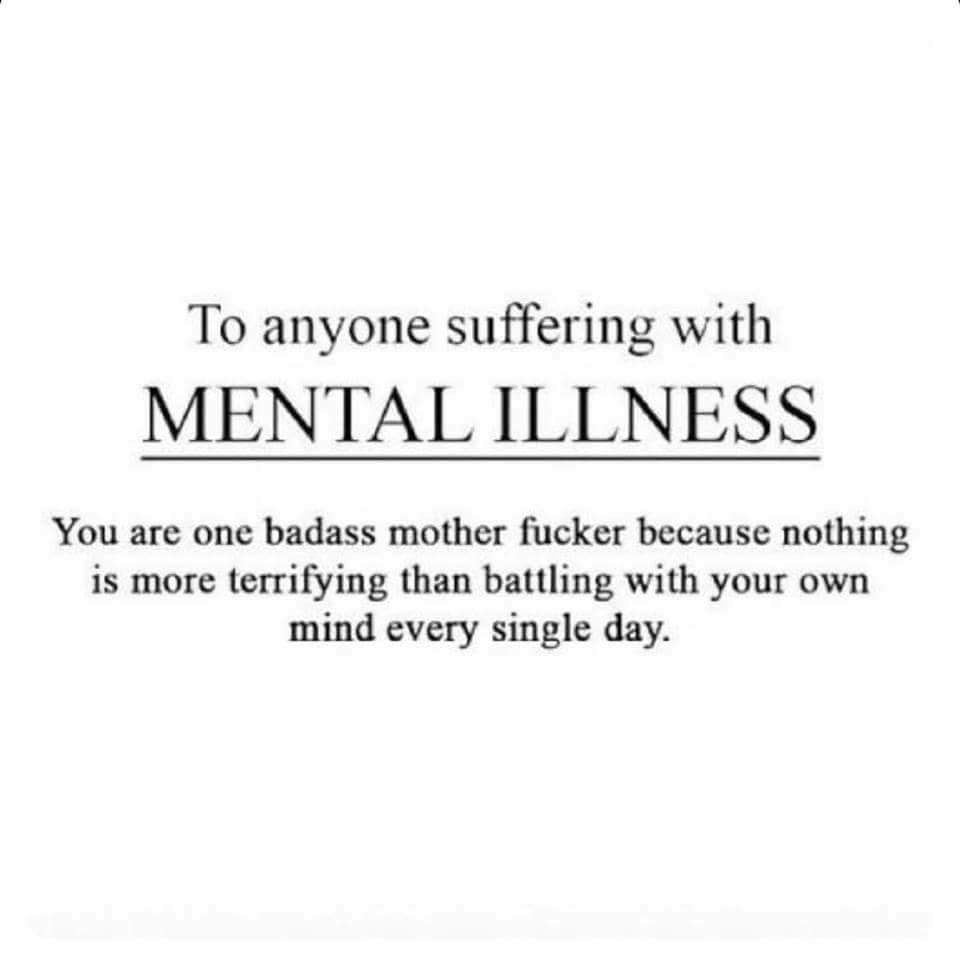 To anyone suffering with
MENTAL ILLNESS
You are one badass mother fucker because nothing
is more terrifying than battling with your own
mind every single day.